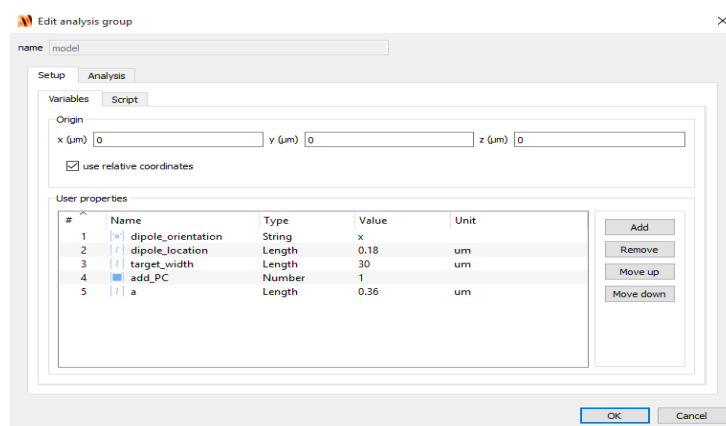 Edit analysis group
name model
Setup Analysis
Variables Script
Origin
x (µm) 0 y (µm) 0 z (µm) 0
use relative coordinates
User properties
# Name Type Value Unit
1 dipole_orientation String x
2 dipole_location Length 0.18 um
3 target_width Length 30 um
4 add_PC Number 1
5 a Length 0.36 um
Add
Remove
Move up
Move down
OK Cancel